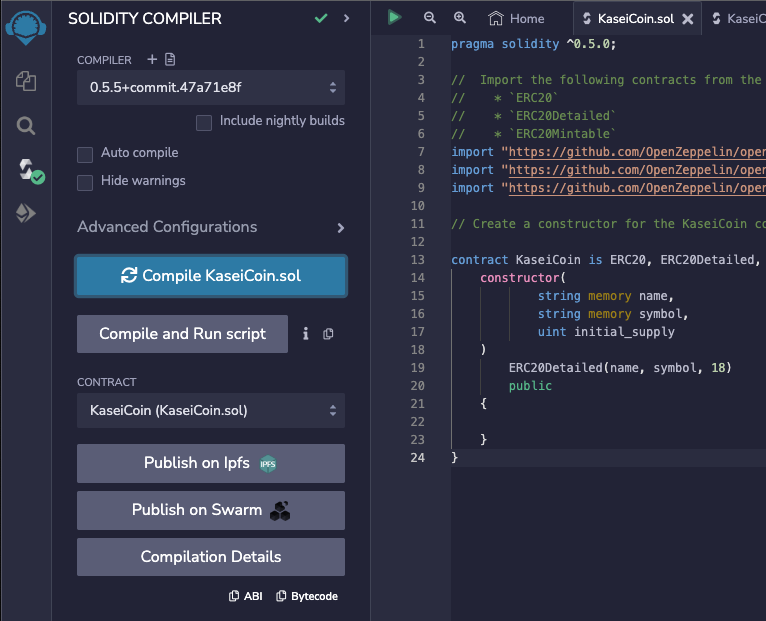 SOLIDITY COMPILER
COMPILER
0.5.5+commit.47a71e8f
Include nightly builds
Auto compile
Hide warnings
Advanced Configurations
Compile KaseiCoin.sol
Compile and Run script
CONTRACT
KaseiCoin (KaseiCoin.sol)
Publish on Ipfs IPFS
Publish on Swarm
Compilation Details
ABI Bytecode
Home KaseiCoin.sol KaseiC
1 pragma solidity ^0.5.0;
2
3 //  Import the following contracts from the
4 //    * `ERC20`
5 //    * `ERC20Detailed`
6 //    * `ERC20Mintable`
7 import "https://github.com/OpenZeppelin/open
8 import "https://github.com/OpenZeppelin/open
9 import "https://github.com/OpenZeppelin/open
10
11 // Create a constructor for the KaseiCoin co
12
13 contract KaseiCoin is ERC20, ERC20Detailed,
14     constructor(
15             string memory name,
16             string memory symbol,
17             uint initial_supply
18     )
19         ERC20Detailed(name, symbol, 18)
20         public
21     {
22
23     }
24 }